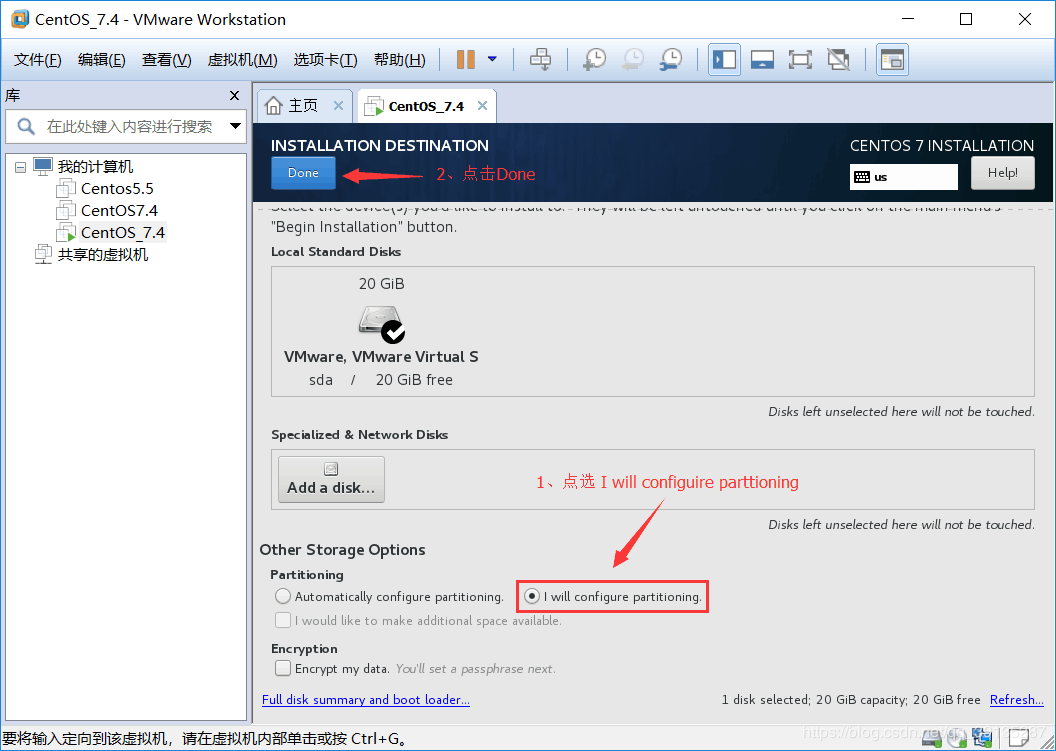 CentOS_7.4 - VMware Workstation
文件(F) 编辑(E) 查看(V) 虚拟机(M) 选项卡(T) 帮助(H)
库
在此处键入内容进行搜索
我的计算机
Centos5.5
CentOS7.4
CentOS_7.4
共享的虚拟机
主页 CentOS_7.4
INSTALLATION DESTINATION
CENTOS 7 INSTALLATION
Done
2、点击Done
us
Help!
Select the device(s) you'd like to install to. They will be left untouched until you click on the main menu's
"Begin Installation" button.
Local Standard Disks
20 GiB
VMware, VMware Virtual S
sda / 20 GiB free
Disks left unselected here will not be touched.
Specialized & Network Disks
Add a disk...
1、点选 I will configuire parttioning
Disks left unselected here will not be touched.
Other Storage Options
Partitioning
Automatically configure partitioning. I will configure partitioning.
I would like to make additional space available.
Encryption
Encrypt my data. You'll set a passphrase next.
Full disk summary and boot loader...
1 disk selected; 20 GiB capacity; 20 GiB free Refresh...
要将输入定向到该虚拟机，请在虚拟机内部单击或按 Ctrl+G。